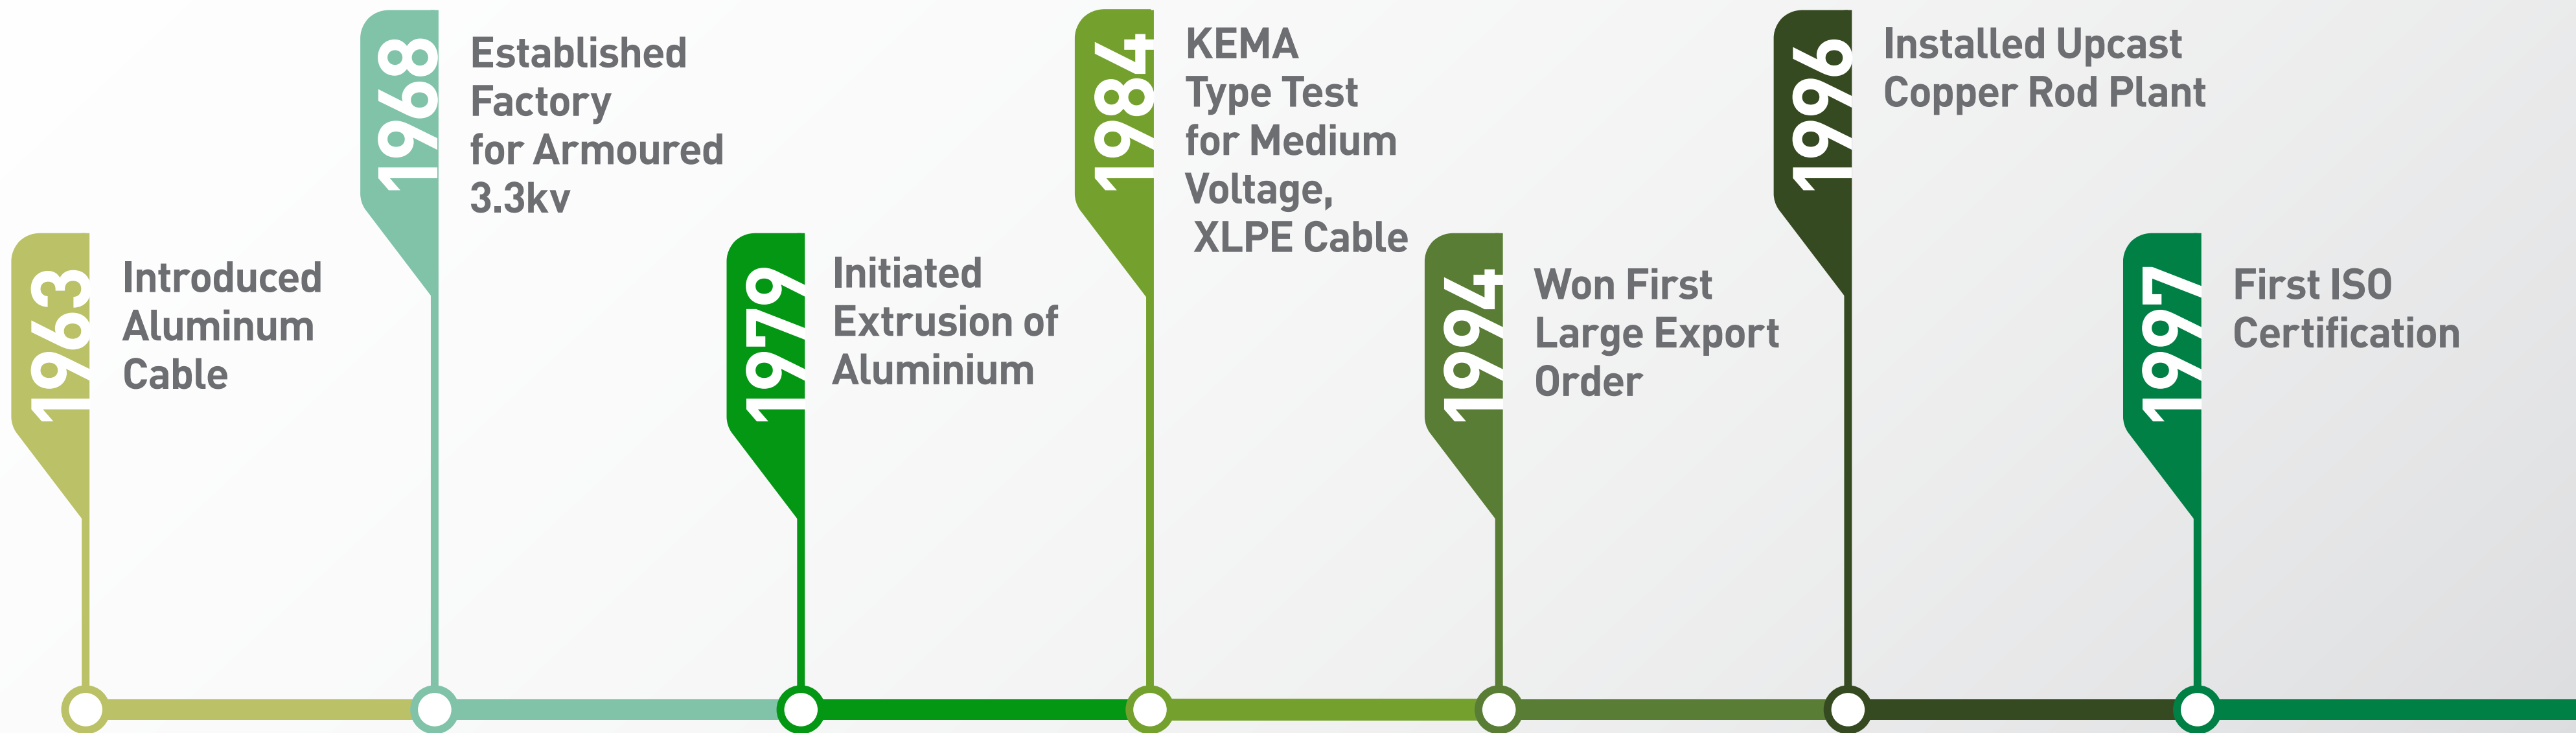 1963
Introduced
Aluminum
Cable
1968
Established
Factory
for Armoured
3.3kv
1979
Initiated
Extrusion of
Aluminium
1984
KEMA
Type Test
for Medium
Voltage,
XLPE Cable
1994
Won First
Large Export
Order
1996
Installed Upcast
Copper Rod Plant
1997
First ISO
Certification